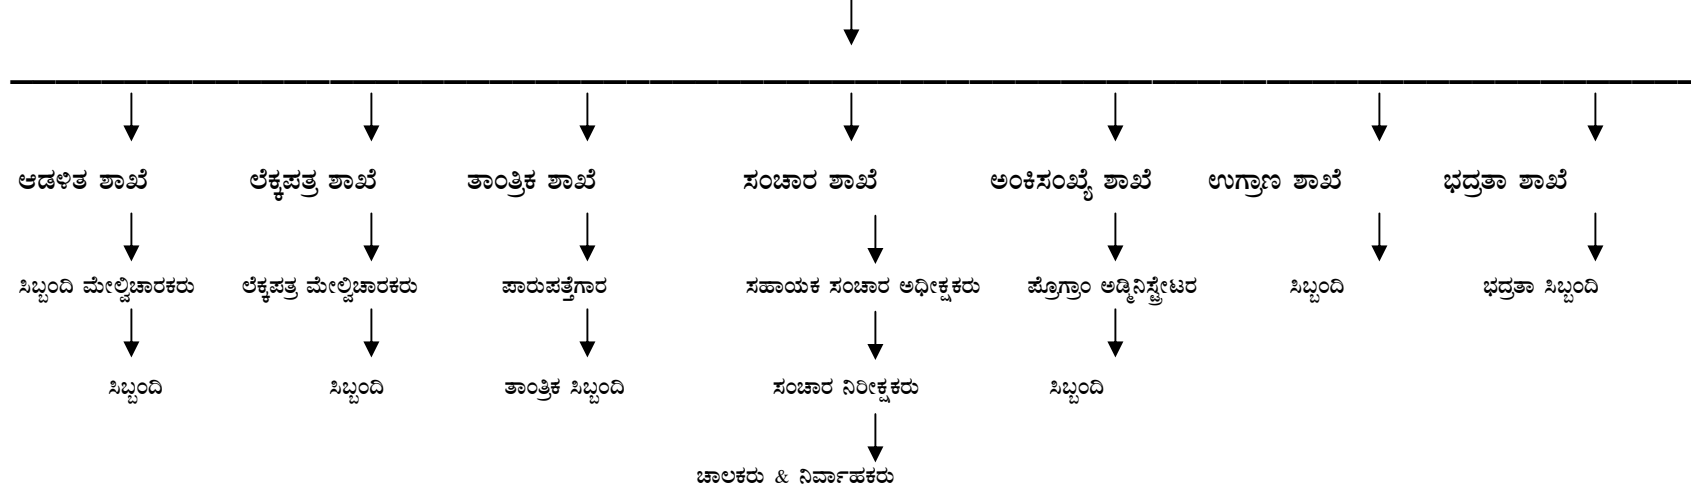 ಆಡಳಿತ ಶಾಖೆ ಲೆಕ್ಕಪತ್ರ ಶಾಖೆ ತಾಂತ್ರಿಕ ಶಾಖೆ ಸಂಚಾರ ಶಾಖೆ ಅಂಕಿಸಂಖ್ಯೆ ಶಾಖೆ ಉಗ್ರಾಣ ಶಾಖೆ ಭದ್ರತಾ ಶಾಖೆ
ಸಿಬ್ಬಂದಿ ಮೇಲ್ವಿಚಾರಕರು ಲೆಕ್ಕಪತ್ರ ಮೇಲ್ವಿಚಾರಕರು ಪಾರುಪತ್ತೆಗಾರ ಸಹಾಯಕ ಸಂಚಾರ ಅಧೀಕ್ಷಕರು ಪ್ರೊಗ್ರಾಂ ಅಡ್ಮಿನಿಸ್ಟ್ರೇಟರ ಸಿಬ್ಬಂದಿ ಭದ್ರತಾ ಸಿಬ್ಬಂದಿ
ಸಿಬ್ಬಂದಿ ಸಿಬ್ಬಂದಿ ತಾಂತ್ರಿಕ ಸಿಬ್ಬಂದಿ ಸಂಚಾರ ನಿರೀಕ್ಷಕರು ಸಿಬ್ಬಂದಿ
ಚಾಲಕರು & ನಿರ್ವಾಹಕರು